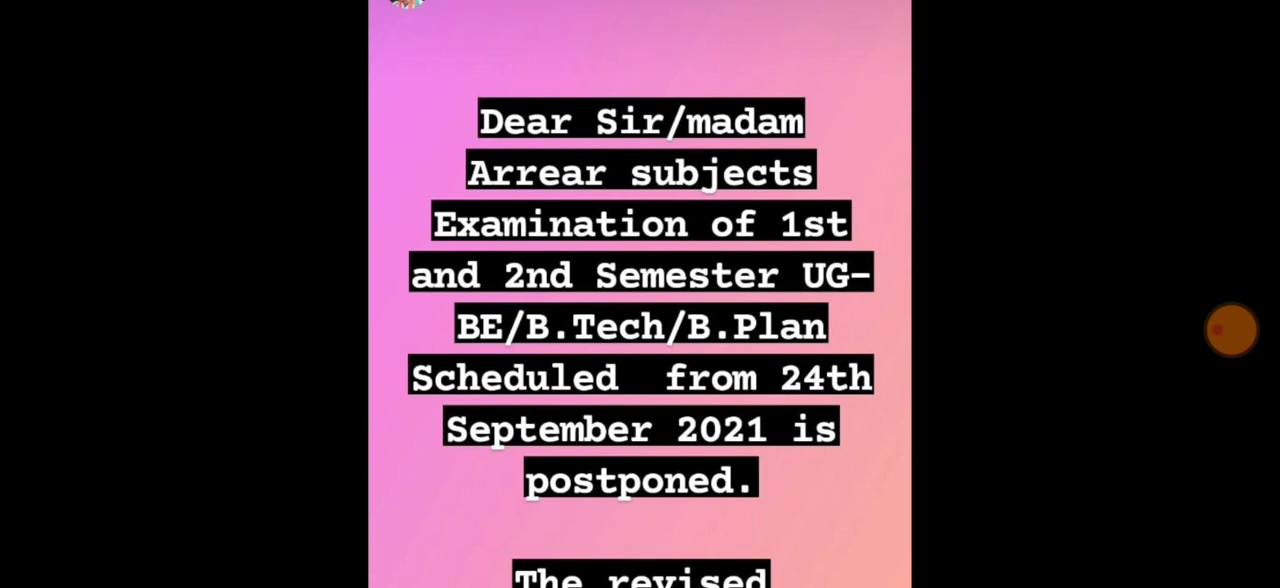 Dear Sir/madam
Arrear subjects
Examination of 1st
and 2nd Semester UG-
BE/B.Tech/B.Plan
Scheduled from 24th
September 2021 is
postponed.
The revised